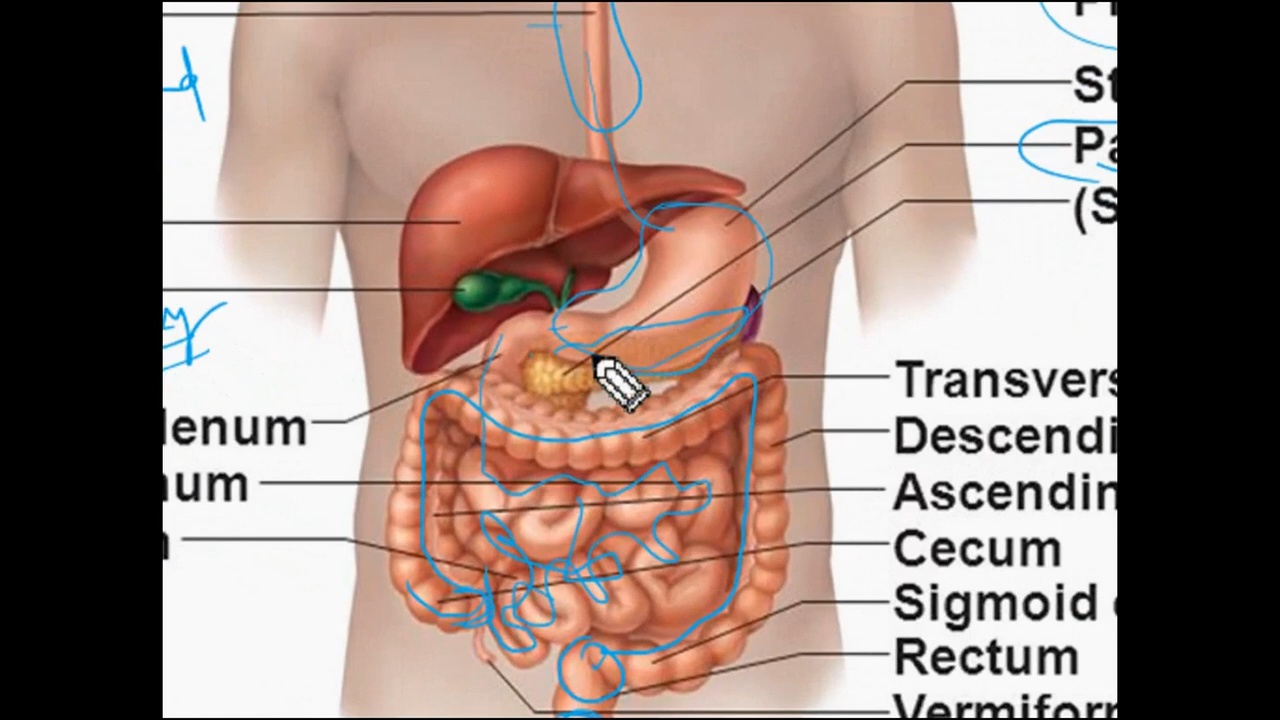 St
Pa
(S
Transvers
Descendi
Ascendin
Cecum
Sigmoid
Rectum
Vermiforr
lenum
num